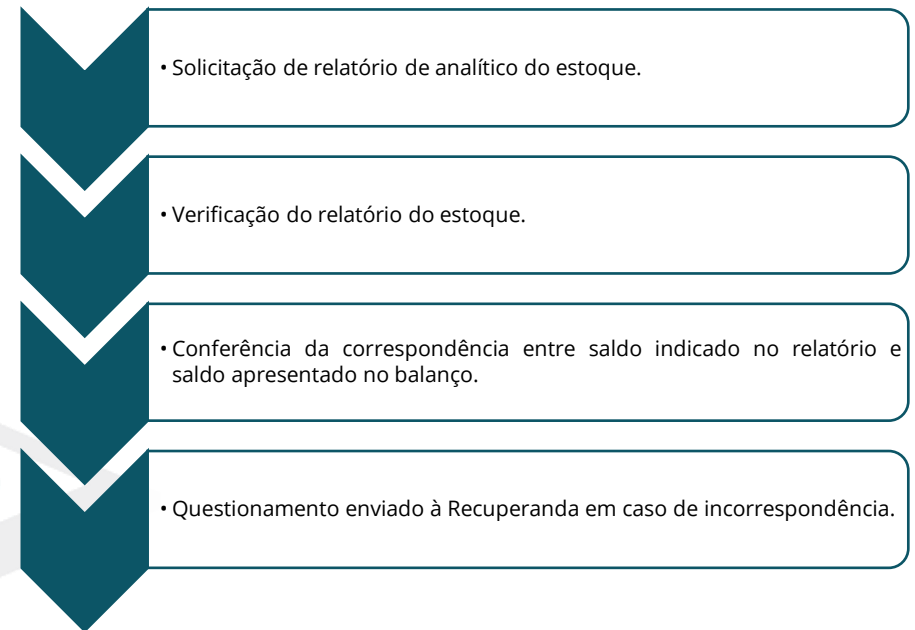 • Solicitação de relatório de analítico do estoque.
• Verificação do relatório do estoque.
• Conferência da correspondência entre saldo indicado no relatório e
saldo apresentado no balanço.
• Questionamento enviado à Recuperanda em caso de incorrespondência.